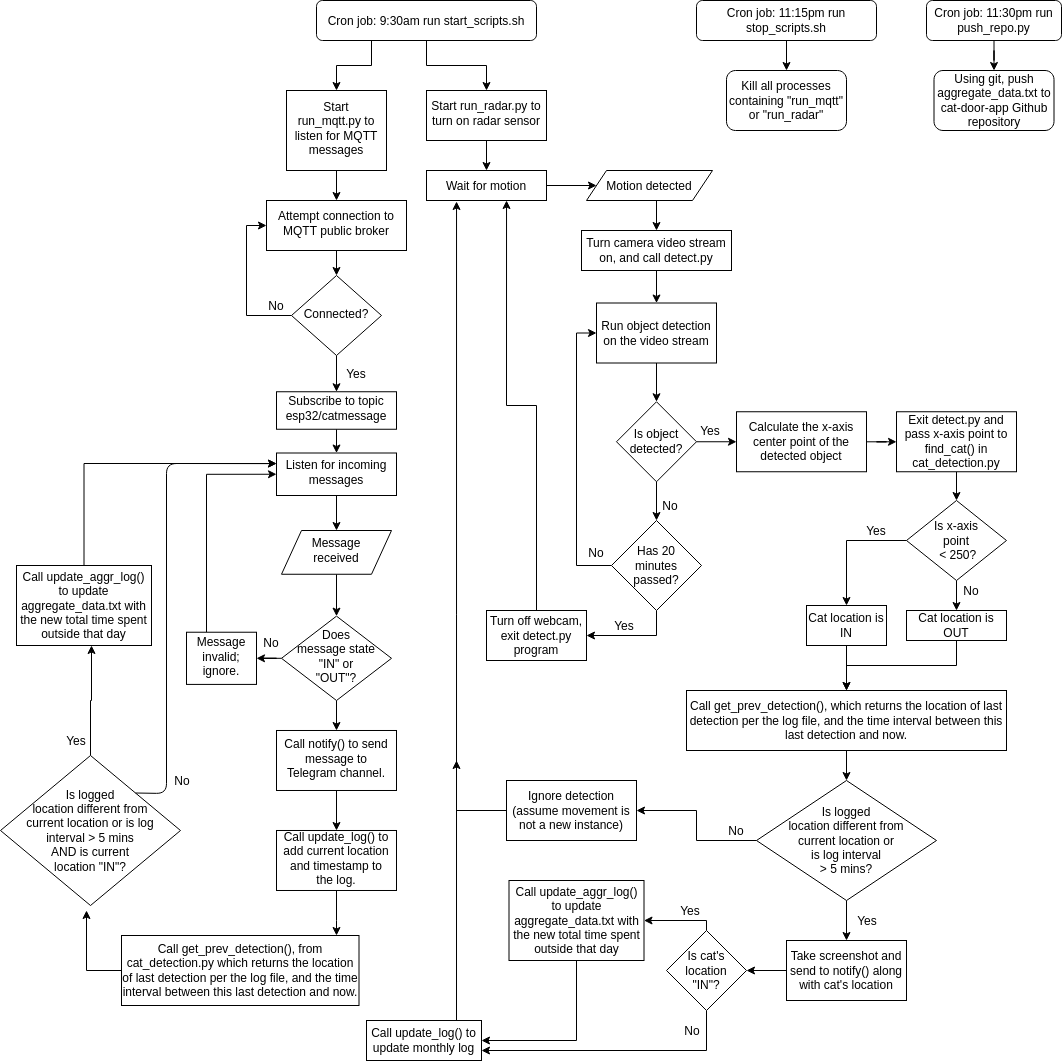 Cron job: 9:30am run start_scripts.sh
Cron job: 11:15pm run
stop_scripts.sh
Cron job: 11:30pm run
push_repo.py
Kill all processes
containing "run_mqtt"
or "run_radar"
Using git, push
aggregate_data.txt to
cat-door-app Github
repository
Start
run_mqtt.py to
listen for MQTT
messages
Start run_radar.py to
turn on radar sensor
Wait for motion
Motion detected
Attempt connection to
MQTT public broker
Turn camera video stream
on, and call detect.py
Connected?
No
Yes
Run object detection
on the video stream
Subscribe to topic
esp32/catmessage
Is object
detected?
Yes
No
Calculate the x-axis
center point of the
detected object
Exit detect.py and
pass x-axis point to
find_cat() in
cat_detection.py
Listen for incoming
messages
Message
received
Has 20
minutes
passed?
No
Yes
Is x-axis
point
< 250?
Yes
No
Call update_aggr_log()
to update
aggregate_data.txt with
the new total time spent
outside that day
Message
invalid;
ignore.
No
Does
message state
"IN" or
"OUT"?
Turn off webcam,
exit detect.py
program
Cat location is
IN
Cat location is
OUT
Call get_prev_detection(), which returns the location of last
detection per the log file, and the time interval between this
last detection and now.
Call notify() to send
message to
Telegram channel.
Yes
No
Is logged
location different from
current location or is log
interval > 5 mins
AND is current
location "IN"?
Call update_log() to
add current location
and timestamp to
the log.
Ignore detection
(assume movement is
not a new instance)
No
Is logged
location different from
current location or
is log interval
> 5 mins?
Yes
Call get_prev_detection(), from
cat_detection.py which returns the location
of last detection per the log file, and the time
interval between this last detection and now.
Call update_aggr_log()
to update
aggregate_data.txt with
the new total time spent
outside that day
Yes
Is cat's
location
"IN"?
No
Take screenshot and
send to notify() along
with cat's location
Call update_log() to
update monthly log